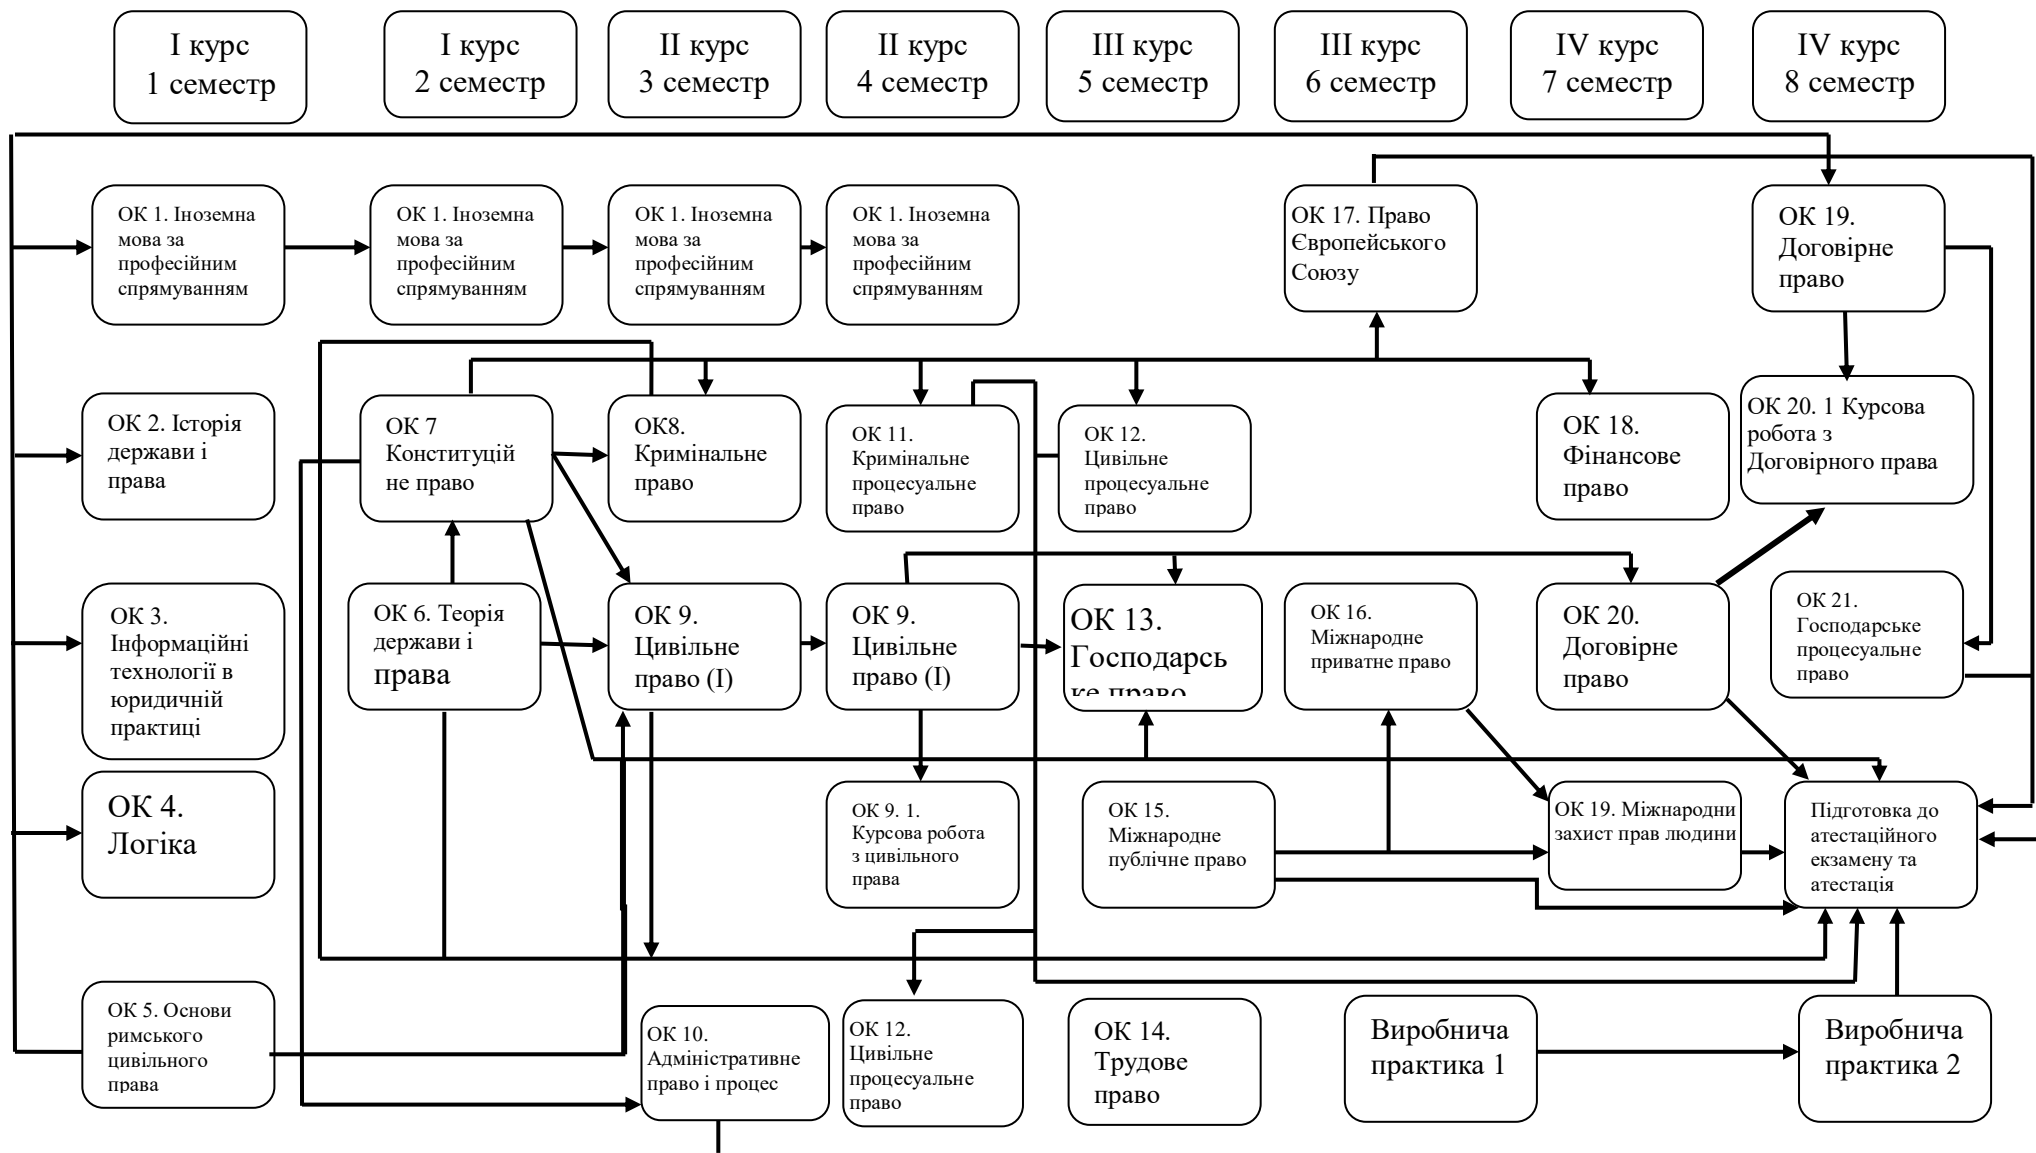 I курс
1 семестр
I курс
2 семестр
II курс
3 семестр
II курс
4 семестр
III курс
5 семестр
III курс
6 семестр
IV курс
7 семестр
IV курс
8 семестр
ОК 1. Іноземна
мова за
професійним
спрямуванням
ОК 1. Іноземна
мова за
професійним
спрямуванням
ОК 1. Іноземна
мова за
професійним
спрямуванням
ОК 1. Іноземна
мова за
професійним
спрямуванням
ОК 17. Право
Європейського
Союзу
ОК 19.
Договірне
право
ОК 2. Історія
держави і
права
ОК 7
Конституцій
не право
ОК8.
Кримінальне
право
ОК 11.
Кримінальне
процесуальне
право
ОК 12.
Цивільне
процесуальне
право
ОК 18.
Фінансове
право
ОК 20. 1 Курсова
робота з
Договірного права
ОК 3.
Інформаційні
технології в
юридичній
практиці
ОК 6. Теорія
держави і
права
ОК 9.
Цивільне
право (І)
ОК 9.
Цивільне
право (І)
ОК 13.
Господарсь
ке право
ОК 16.
Міжнародне
приватне право
ОК 20.
Договірне
право
ОК 21.
Господарське
процесуальне
право
ОК 4.
Логіка
ОК 9. 1.
Курсова робота
з цивільного
права
ОК 15.
Міжнародне
публічне право
ОК 19. Міжнародни
захист прав людини
Підготовка до
атестаційного
екзамену та
атестація
ОК 5. Основи
римського
цивільного
права
ОК 10.
Адміністративне
право і процес
ОК 12.
Цивільне
процесуальне
право
ОК 14.
Трудове
право
Виробнича
практика 1
Виробнича
практика 2